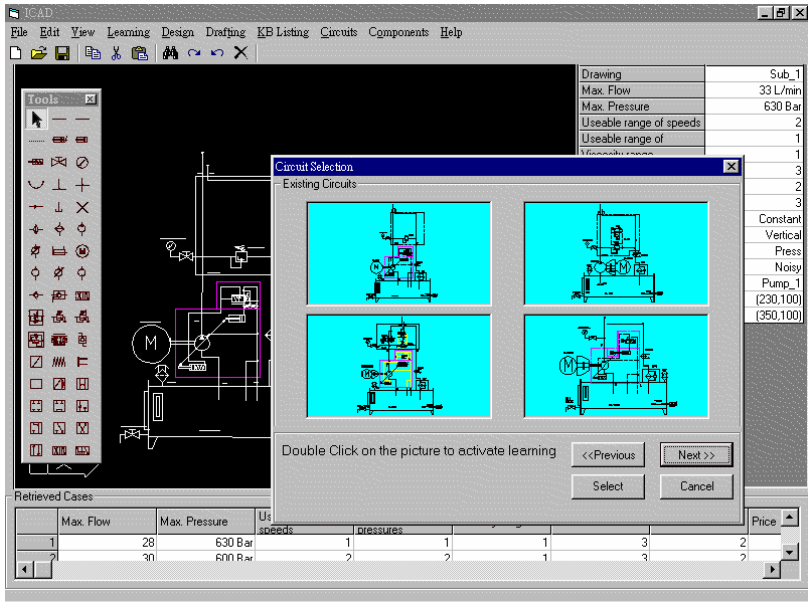 ICAD
File Edit View Learning Design Drafting KB Listing Circuits Components Help
Tools
Drawing Sub_1
Max. Flow 33 L/min
Max. Pressure 630 Bar
Useable range of speeds 2
Useable range of 1
Viscosity range 1
3
2
3
Constant
Vertical
Press
Noisy
Pump_1
(230,100)
(350,100)
Circuit Selection
Existing Circuits
M
Double Click on the picture to activate learning
<<Previous Next >>
Select Cancel
Retrieved Cases
Max. Flow Max. Pressure speeds pressures Price
1 28 630 Bar 1 1 1 3 2
2 30 600 Bar 2 2 1 3 2